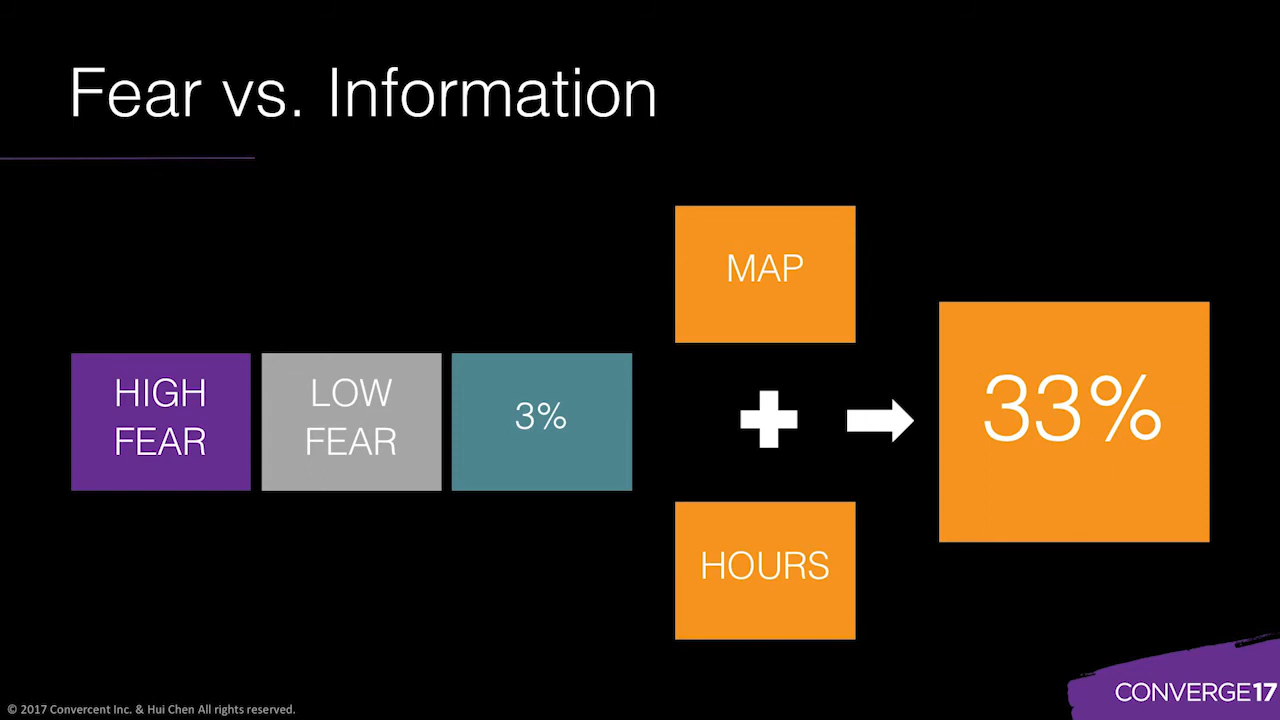 Fear vs. Information
HIGH
FEAR
LOW
FEAR
3%
MAP
HOURS
33%
© 2017 Convercent Inc. & Hui Chen All rights reserved.
CONVERGE17